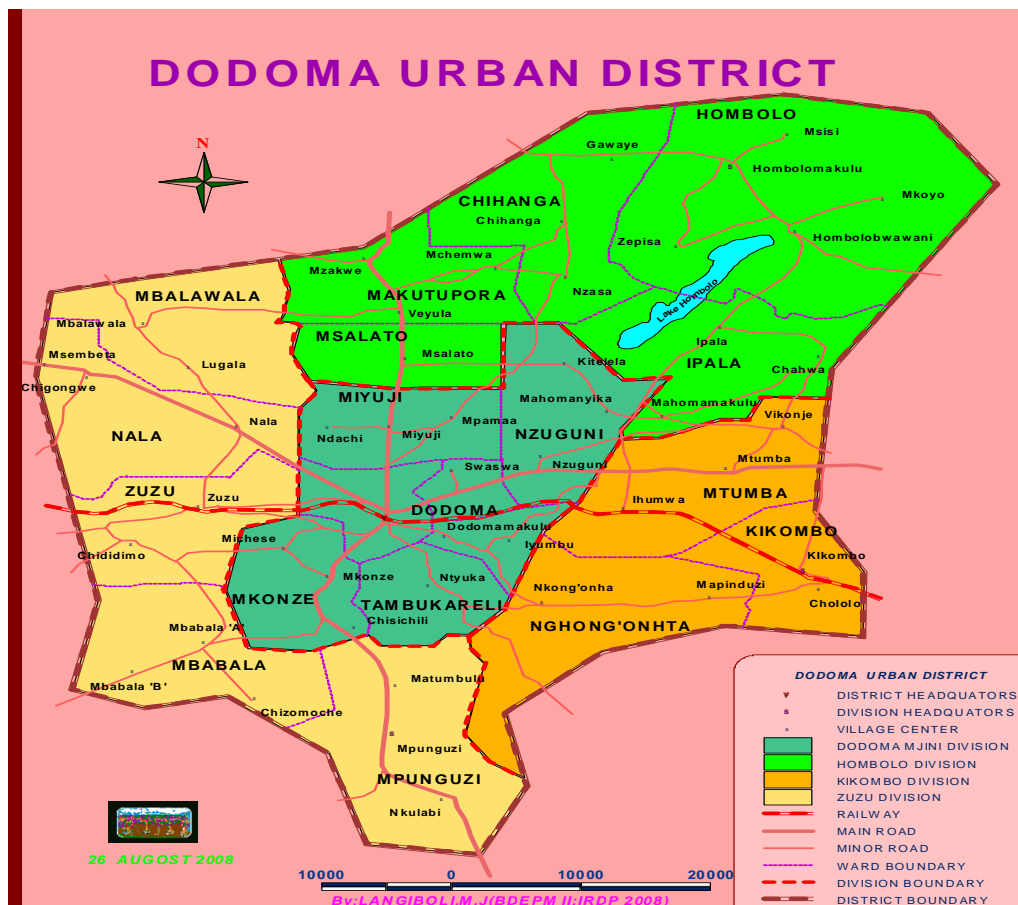 DODOMA URBAN DISTRICT
N
HOMBOLO
Msisi
Gawaye
Hombolomakulu
Mkoyo
CHIHANGA
Chihanga
Hombolobwawani
Zepisa
Mchemwa
Mzakwe
Nzasa
Lake Hombolo
MBALAWALA
MAKUTUPORA
Veyula
Mbalawala
MSALATO
Ipala
Msembeta
Msalato
Kitelela
IPALA
Lugala
Chahwa
Chigongwe
MIYUJI
Mahomanyika
Mahomamakulu
Vikonje
NALA
Nala
Ndachi
Miyuji
Mpamaa
NZUGUNI
Swaswa
Nzuguni
Mtumba
ZUZU
Zuzu
DODOMA
Ihumwa
MTUMBA
Michese
Dodomamakulu
Iyumbu
KIKOMBO
KIkombo
Chididimo
Mkonze
Ntyuka
Nkong'onha
Mapinduzi
MKONZE
TAMBUKARELI
Chololo
Mbabala 'A'
Chisichili
NGHONG'ONHTA
MBABALA
Mbabala 'B'
Matumbulu
Chizomoche
Mpunguzi
MPUNGUZI
Nkulabi
DODOMA URBAN DISTRICT
DISTRICT HEADQUATORS
DIVISION HEADQUATORS
VILLAGE CENTER
DODOMA MJINI DIVISION
HOMBOLO DIVISION
KIKOMBO DIVISION
ZUZU DIVISION
RAILWAY
MAIN ROAD
MINOR ROAD
WARD BOUNDARY
DIVISION BOUNDARY
DISTRICT BOUNDARY
26 AUGOST 2008
10000 0 10000 20000
By:LANGIBOLI.M.J(BDEPM II:IRDP 2008)